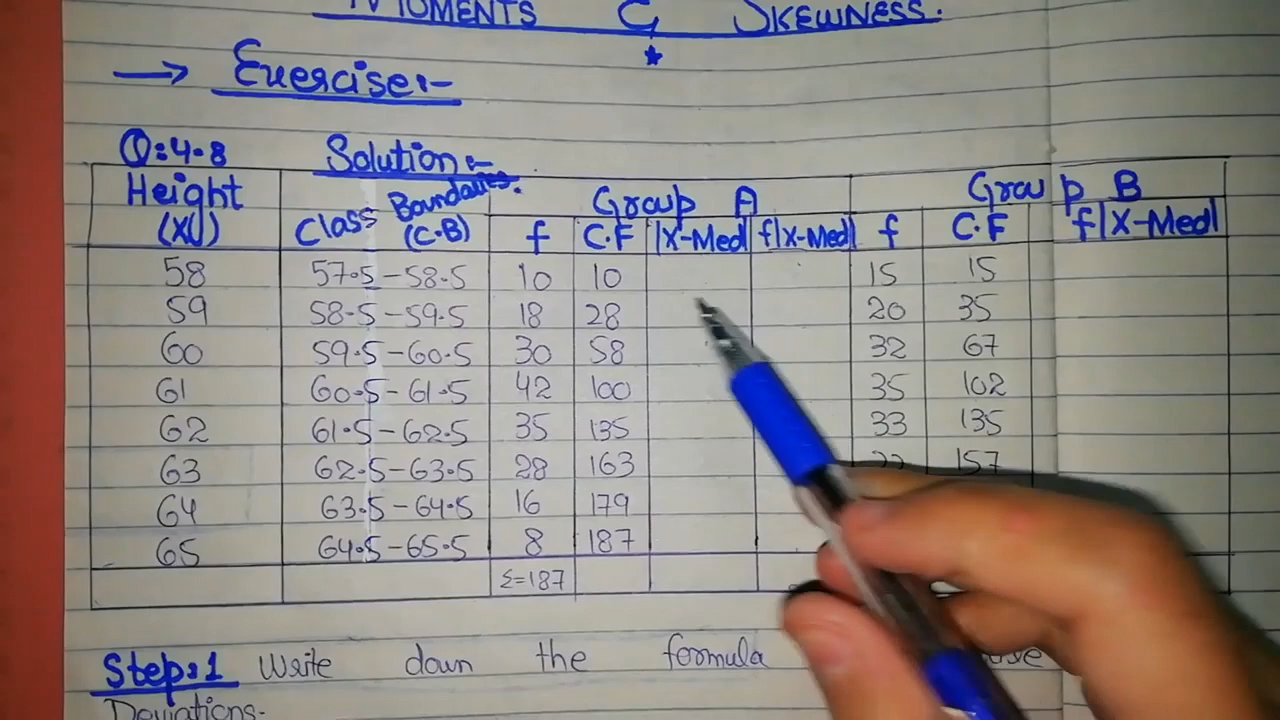 MOMENTS & SKEWNESS.
→ Exercise:-
Q:4.8 Solution:-
Height (X) Class Boundaries. (C.B) Group A Group B
f C.F |X-Med| f|X-Med| f C.F f|X-Med|
58 57.5-58.5 10 10 15 15
59 58.5-59.5 18 28 20 35
60 59.5-60.5 30 58 32 67
61 60.5-61.5 42 100 35 102
62 61.5-62.5 35 135 33 135
63 62.5-63.5 28 163 157
64 63.5-64.5 16 179
65 64.5-65.5 8 187
Σ=187
Step:1 Write down the formula
Deviations.